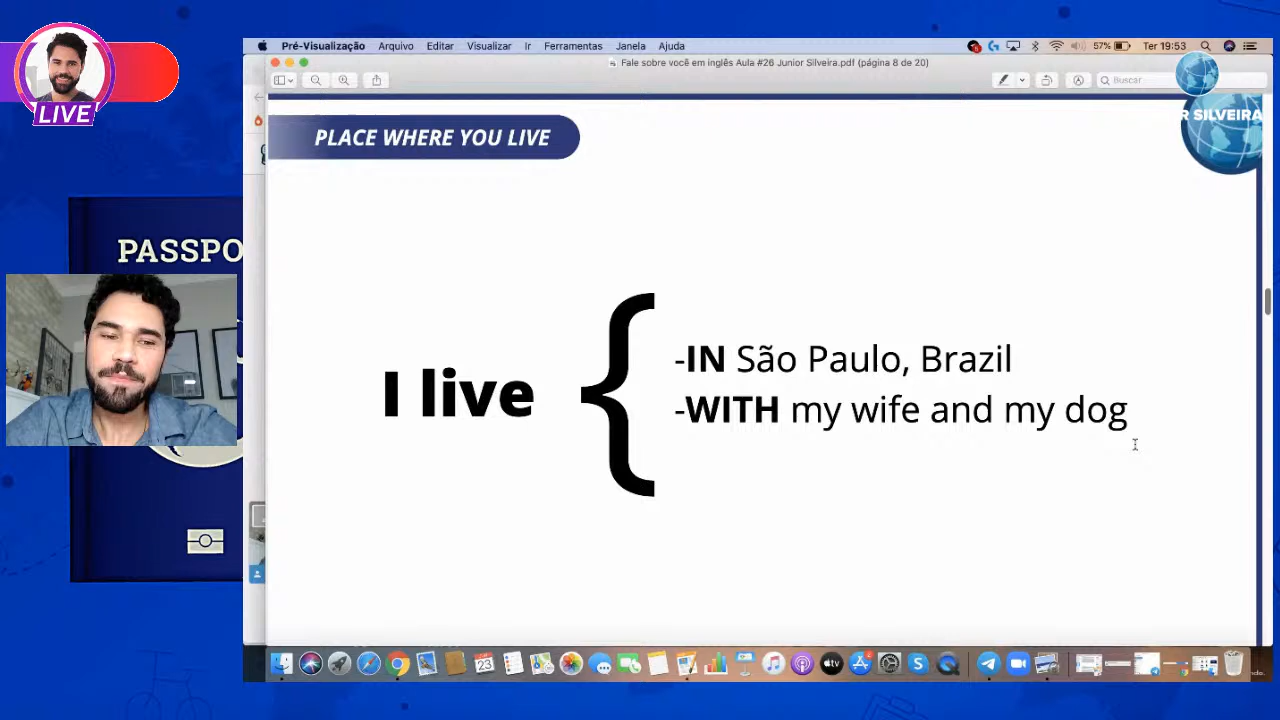 LIVE
Pré-Visualização Arquivo Editar Visualizar Ir Ferramentas Janela Ajuda
57% Ter 19:53
Fale sobre você em inglês Aula #26 Junior Silveira.pdf (página 8 de 20)
Buscar
PLACE WHERE YOU LIVE
R SILVEIRA
PASSPO
I live
-IN São Paulo, Brazil
-WITH my wife and my dog
23
tv